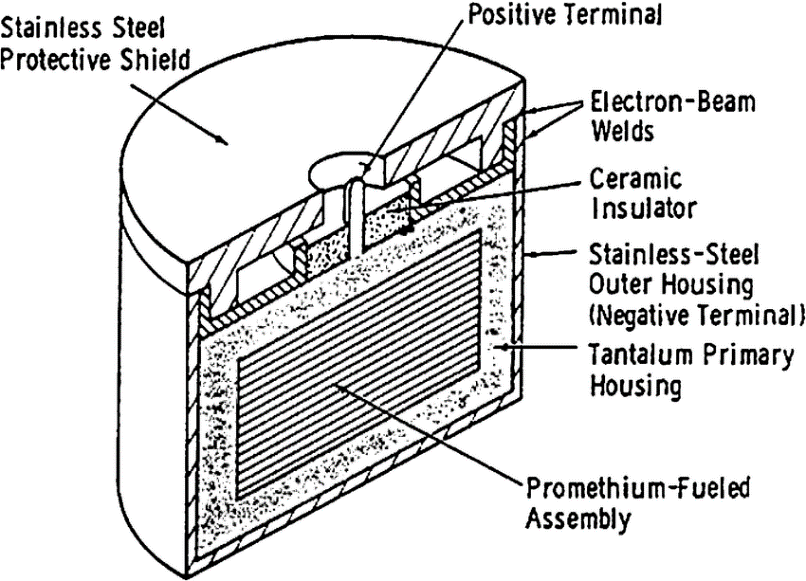 Positive Terminal
Stainless Steel
Protective Shield
Electron-Beam
Welds
Ceramic
Insulator
Stainless-Steel
Outer Housing
(Negative Terminal)
Tantalum Primary
Housing
Promethium-Fueled
Assembly